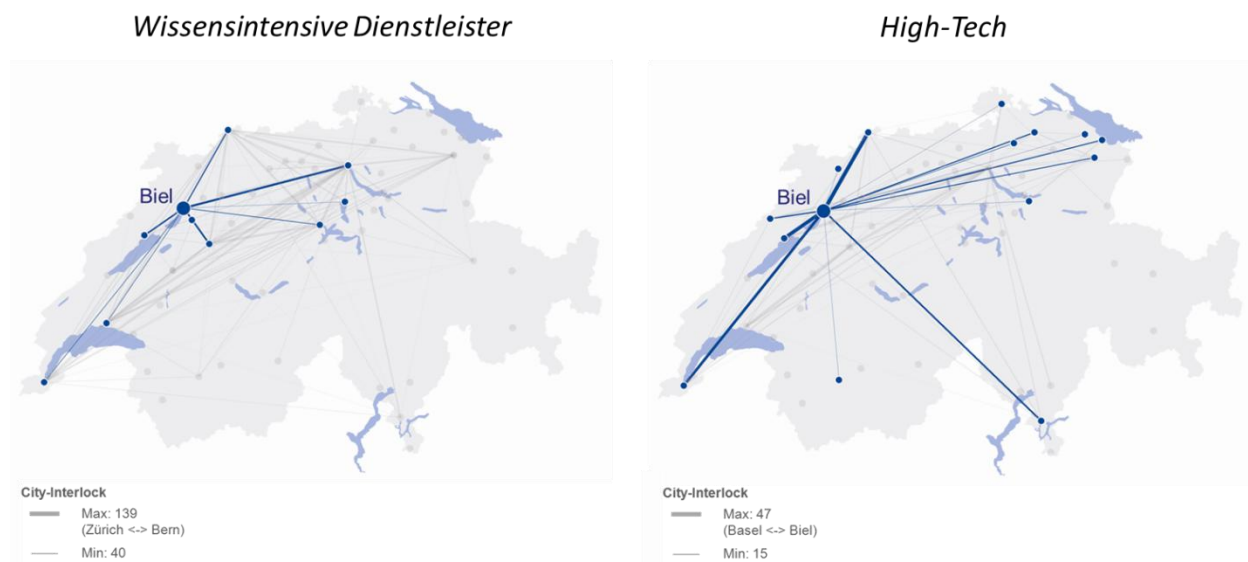 Wissensintensive Dienstleister
High-Tech
Biel
Biel
City-Interlock
Max: 139
(Zürich <-> Bern)
Min: 40
City-Interlock
Max: 47
(Basel <-> Biel)
Min: 15